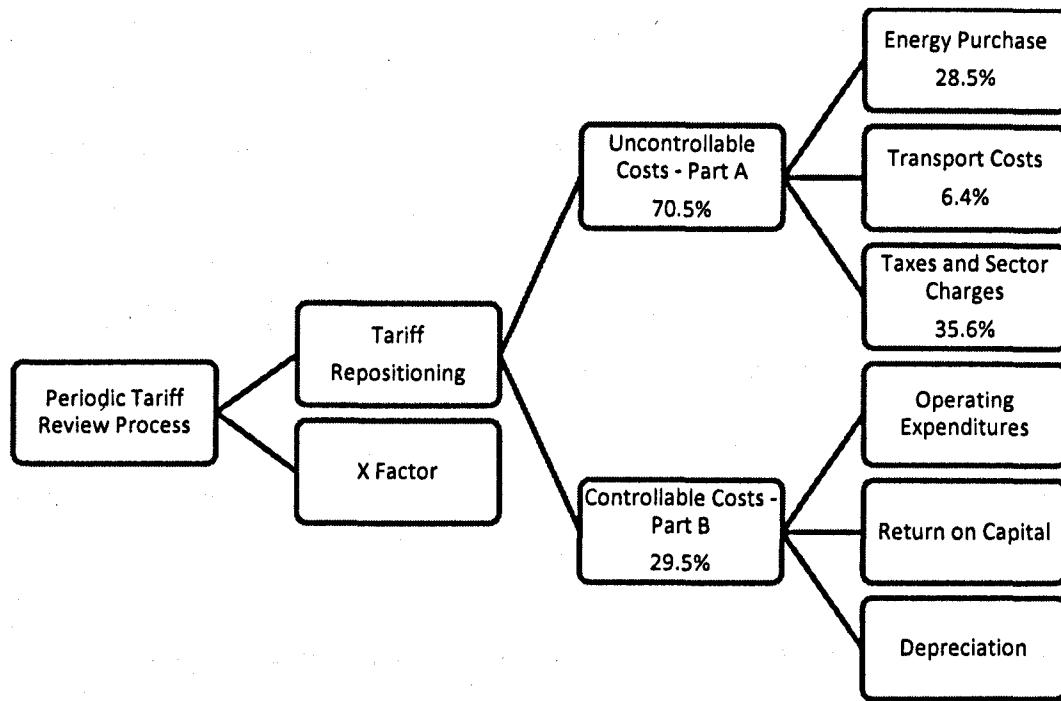 Periodic Tariff
Review Process
Tariff
Repositioning
X Factor
Uncontrollable
Costs - Part A
70.5%
Controllable Costs -
Part B
29.5%
Energy Purchase
28.5%
Transport Costs
6.4%
Taxes and Sector
Charges
35.6%
Operating
Expenditures
Return on Capital
Depreciation